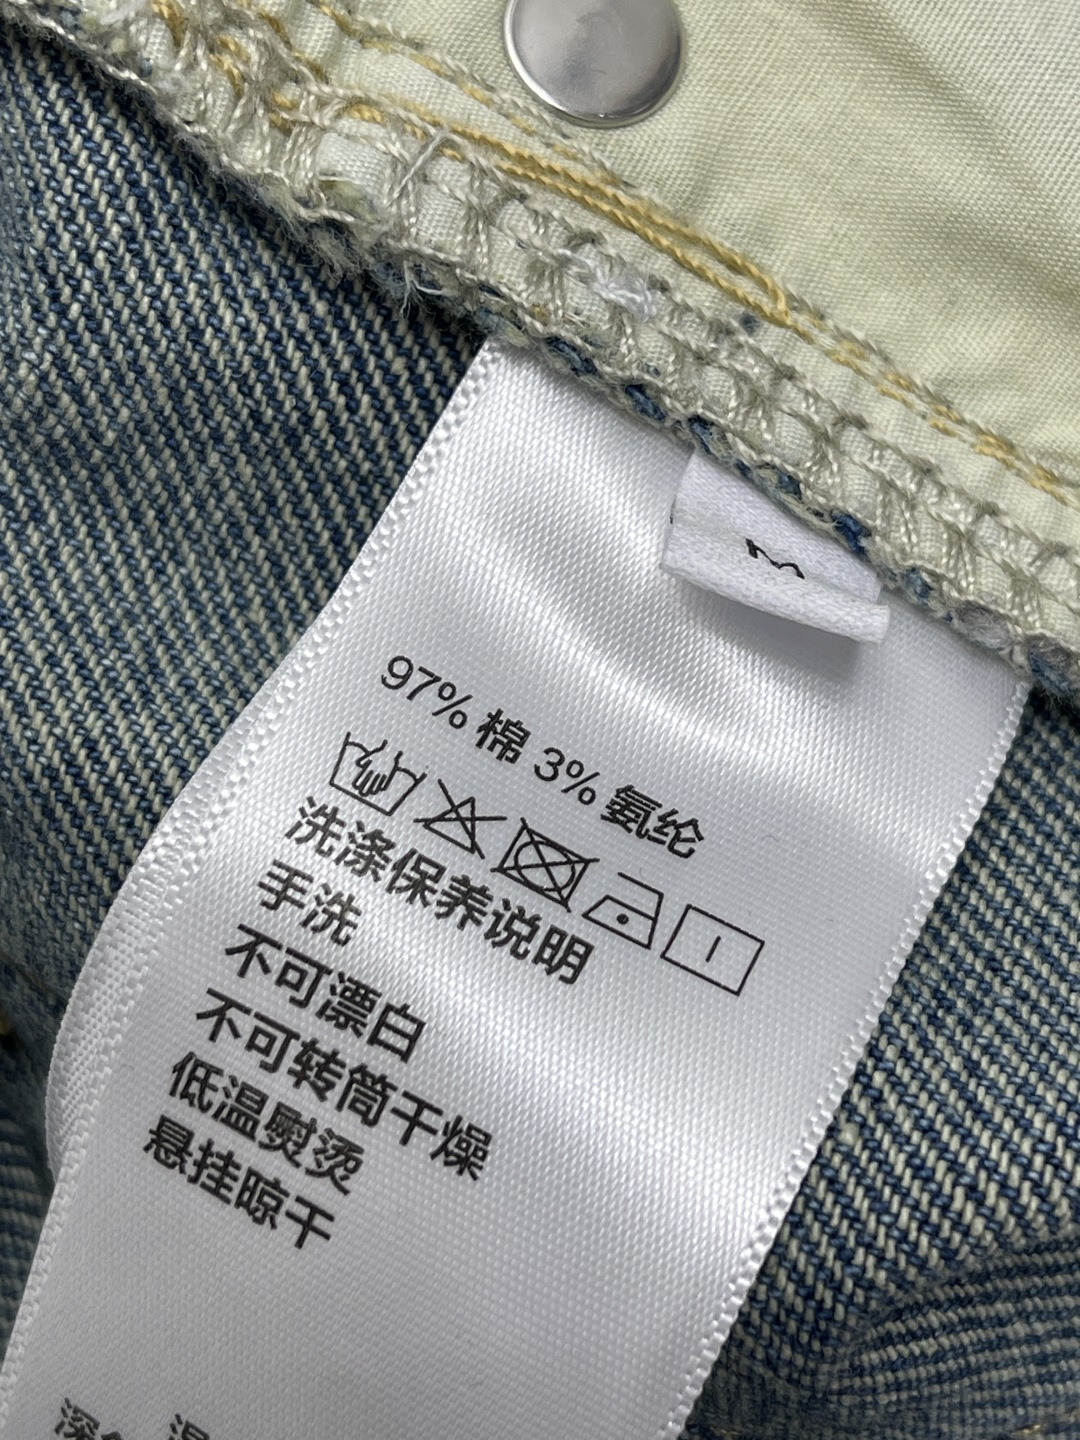 M
97% 棉 3% 氨纶
洗涤保养说明
手洗
不可漂白
不可转筒干燥
低温熨烫
悬挂晾干
深